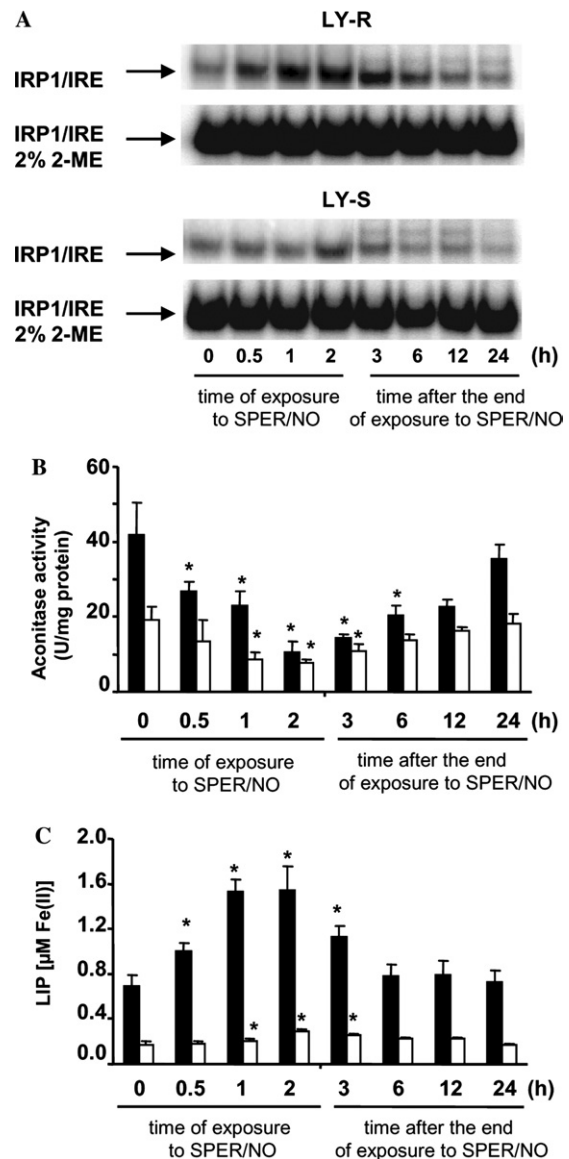 A
LY-R
IRP1/IRE
IRP1/IRE
2% 2-ME
LY-S
IRP1/IRE
IRP1/IRE
2% 2-ME
0 0.5 1 2 3 6 12 24 (h)
time of exposure
to SPER/NO
time after the end
of exposure to SPER/NO
B
Aconitase activity
(U/mg protein)
60
40
20
0
* * * * * * * *
0 0.5 1 2 3 6 12 24 (h)
time of exposure
to SPER/NO
time after the end
of exposure to SPER/NO
C
LIP [µM Fe(II)]
2.0
1.6
1.2
0.8
0.4
0.0
* * * * * * *
0 0.5 1 2 3 6 12 24 (h)
time of exposure
to SPER/NO
time after the end
of exposure to SPER/NO